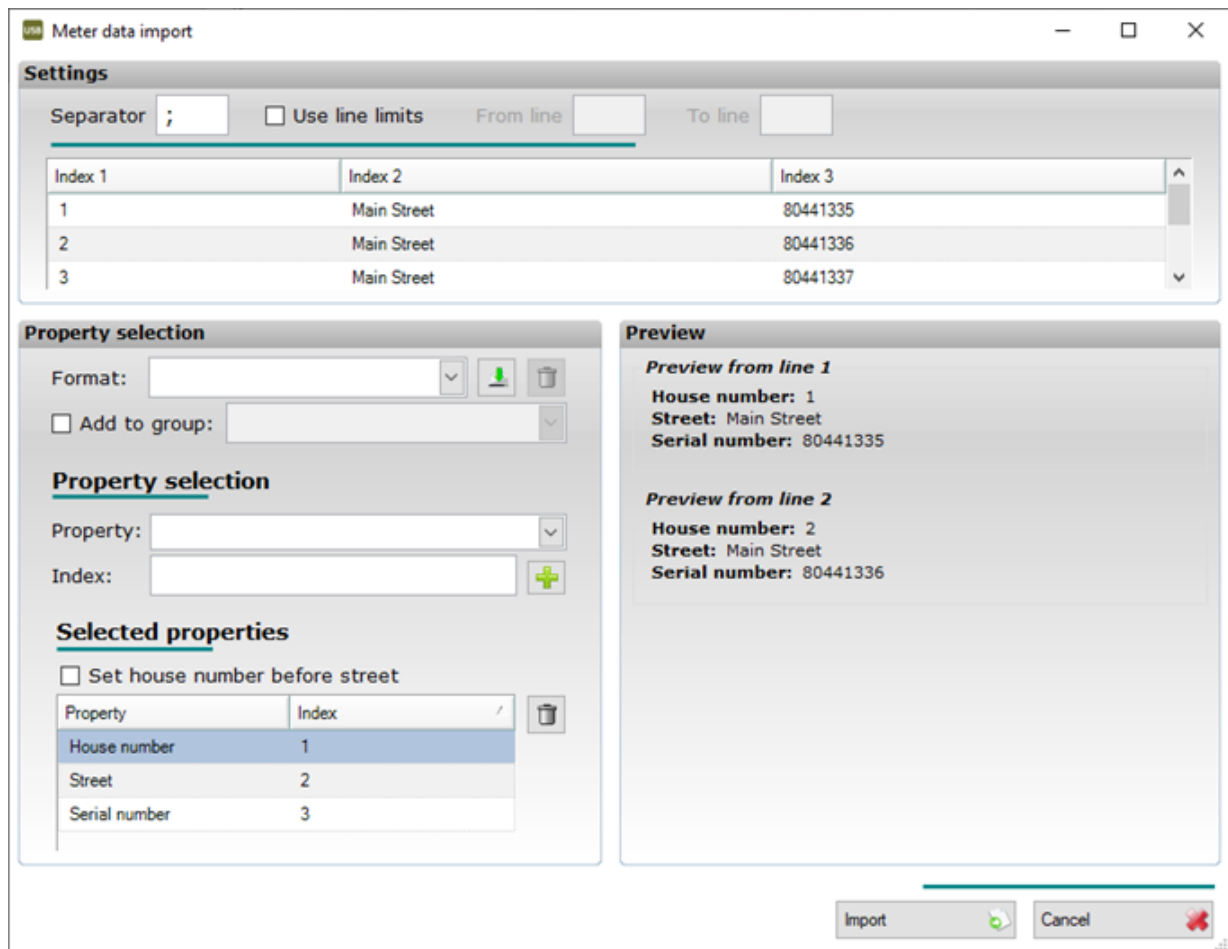 USB Meter data import
Settings
Separator ; Use line limits From line To line
Index 1 Index 2 Index 3
1 Main Street 80441335
2 Main Street 80441336
3 Main Street 80441337
Property selection
Format:
Add to group:
Property selection
Property:
Index:
Selected properties
Set house number before street
Property Index
House number 1
Street 2
Serial number 3
Preview
Preview from line 1
House number: 1
Street: Main Street
Serial number: 80441335
Preview from line 2
House number: 2
Street: Main Street
Serial number: 80441336
Import Cancel